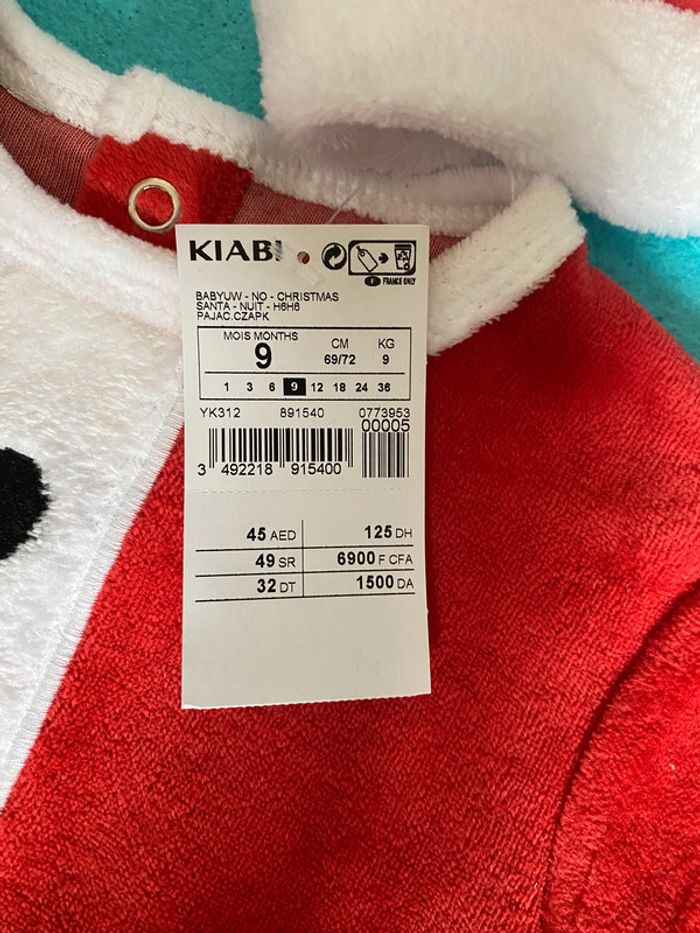 KIABI
FRANCE ONLY
BABYUW - NO - CHRISTMAS
SANTA - NUIT - H6H6
PAJAC.CZAPK
MOIS MONTHS CM KG
9 69/72 9
1 3 6 9 12 18 24 36
YK312 891540 0773953
00005
3 492218 915400
45 AED 125 DH
49 SR 6900 F CFA
32 DT 1500 DA